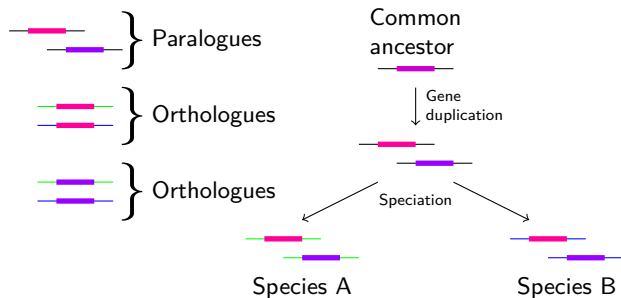 Paralogues
Orthologues
Orthologues
Common
ancestor
Gene
duplication
Speciation
Species A
Species B